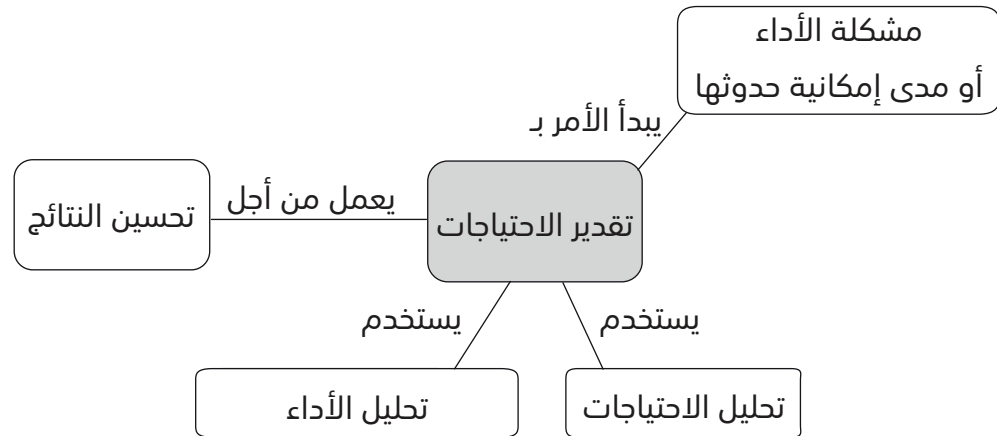 مشكلة الأداء
أو مدى إمكانية حدوثها
يبدأ الأمر بـ
تقدير الاحتياجات
يعمل من أجل
تحسين النتائج
يستخدم
يستخدم
تحليل الاحتياجات
تحليل الأداء